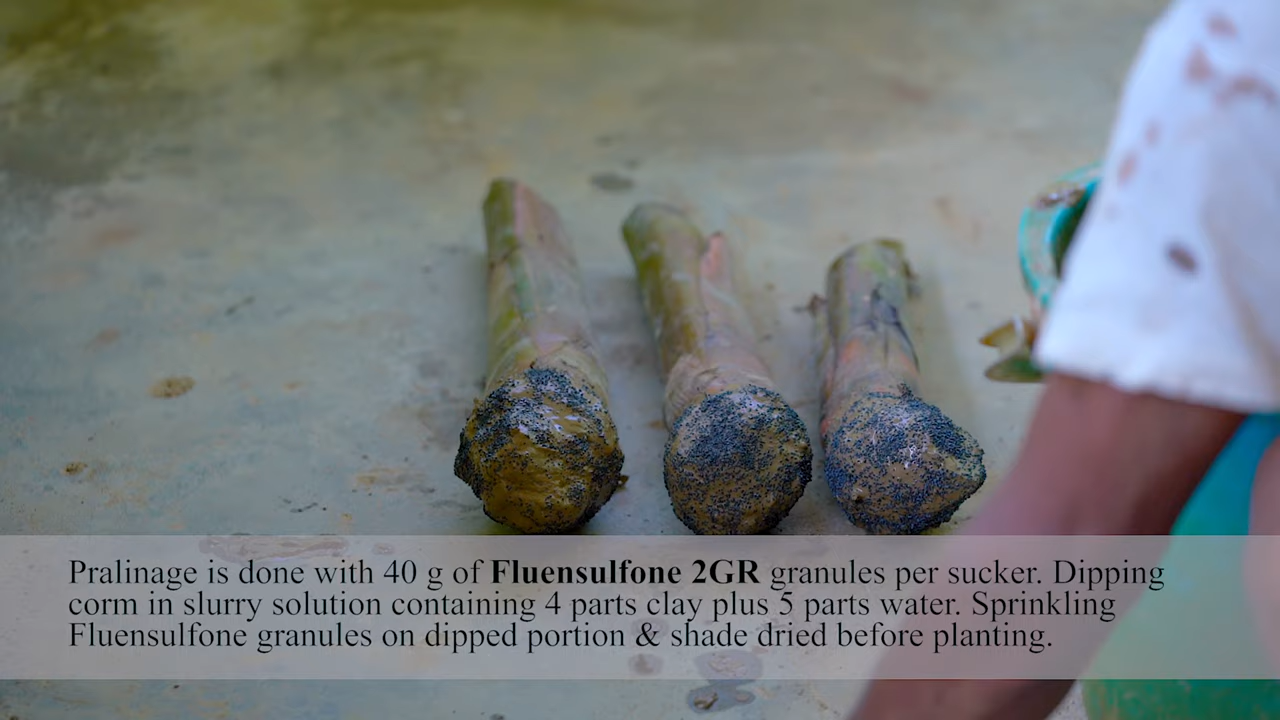 Pralinage is done with 40 g of Fluensulfone 2GR granules per sucker. Dipping
corm in slurry solution containing 4 parts clay plus 5 parts water. Sprinkling
Fluensulfone granules on dipped portion & shade dried before planting.